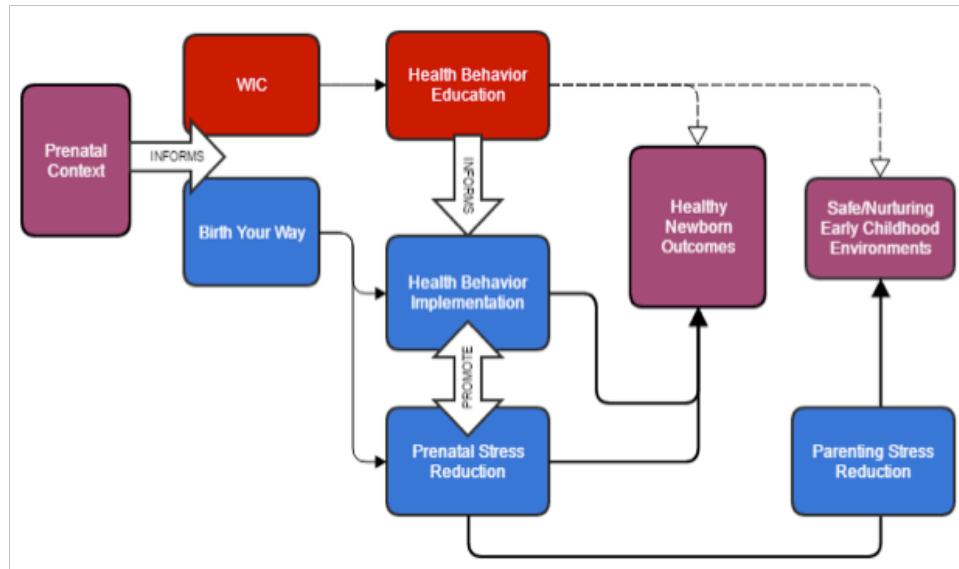 WIC
Health Behavior
Education
Prenatal
Context
INFORMS
INFORMS
Birth Your Way
Healthy
Newborn
Outcomes
Safe/Nurturing
Early Childhood
Environments
Health Behavior
Implementation
PROMOTE
Prenatal Stress
Reduction
Parenting Stress
Reduction